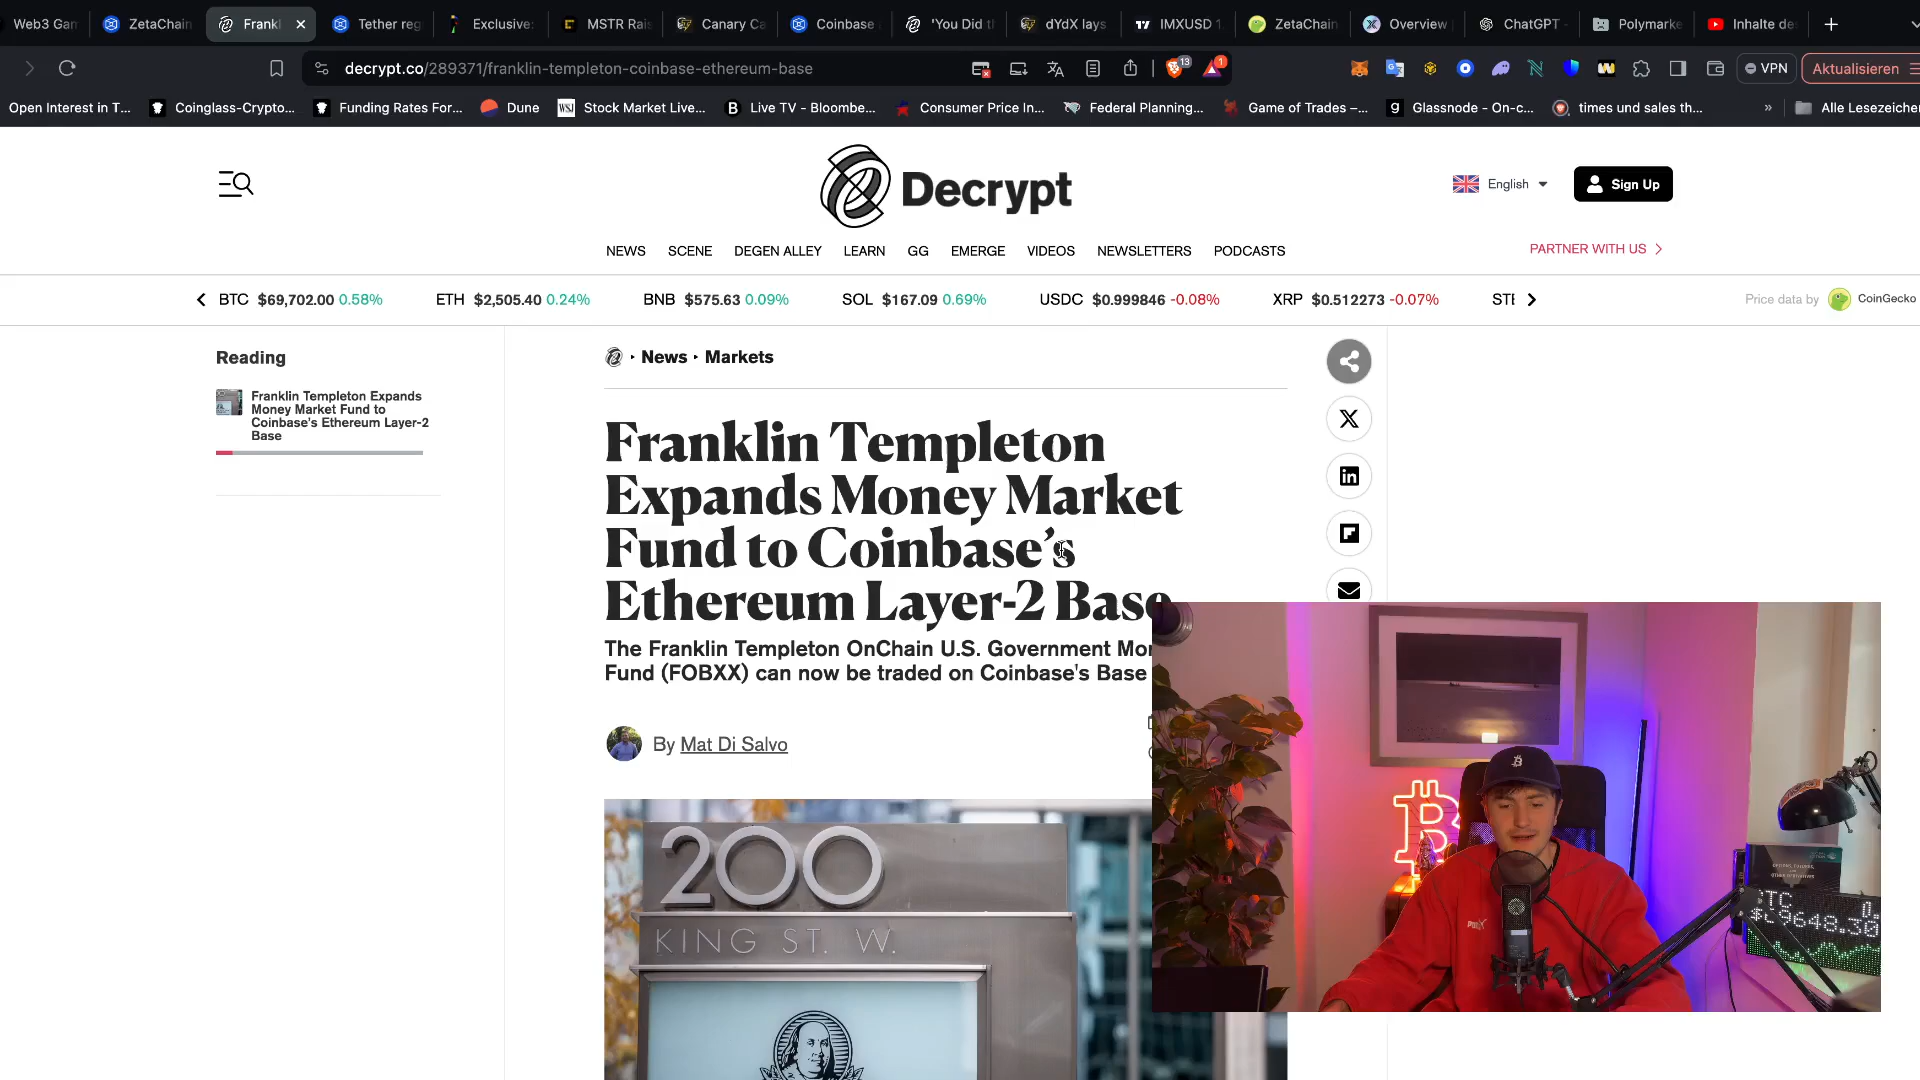 Web3 Gam
ZetaChain
Frankl
Tether reg
Exclusive:
MSTR Rais
Canary Ca
Coinbase
'You Did t
dYdX lays
IMXUSD 1
ZetaChain
Overview
ChatGPT -
Polymarke
Inhalte de
decrypt.co/289371/franklin-templeton-coinbase-ethereum-base
13
1
VPN
Aktualisieren
Open Interest in T...
Coinglass-Crypto...
Funding Rates For...
Dune
WSJ
Stock Market Live...
B
Live TV - Bloombe...
Consumer Price In...
Federal Planning...
Game of Trades –...
g
Glassnode - On-c...
times und sales th...
»
Alle Lesezeichen
Decrypt
English
Sign Up
NEWS SCENE DEGEN ALLEY LEARN GG EMERGE VIDEOS NEWSLETTERS PODCASTS
PARTNER WITH US
BTC $69,702.00 0.58%
ETH $2,505.40 0.24%
BNB $575.63 0.09%
SOL $167.09 0.69%
USDC $0.999846 -0.08%
XRP $0.512273 -0.07%
Price data by CoinGecko
Reading
Franklin Templeton Expands
Money Market Fund to
Coinbase's Ethereum Layer-2
Base
News · Markets
Franklin Templeton
Expands Money Market
Fund to Coinbase's
Ethereum Layer-2 Base
The Franklin Templeton OnChain U.S. Government Mo
Fund (FOBXX) can now be traded on Coinbase's Base
By Mat Di Salvo
200
KING ST. W.